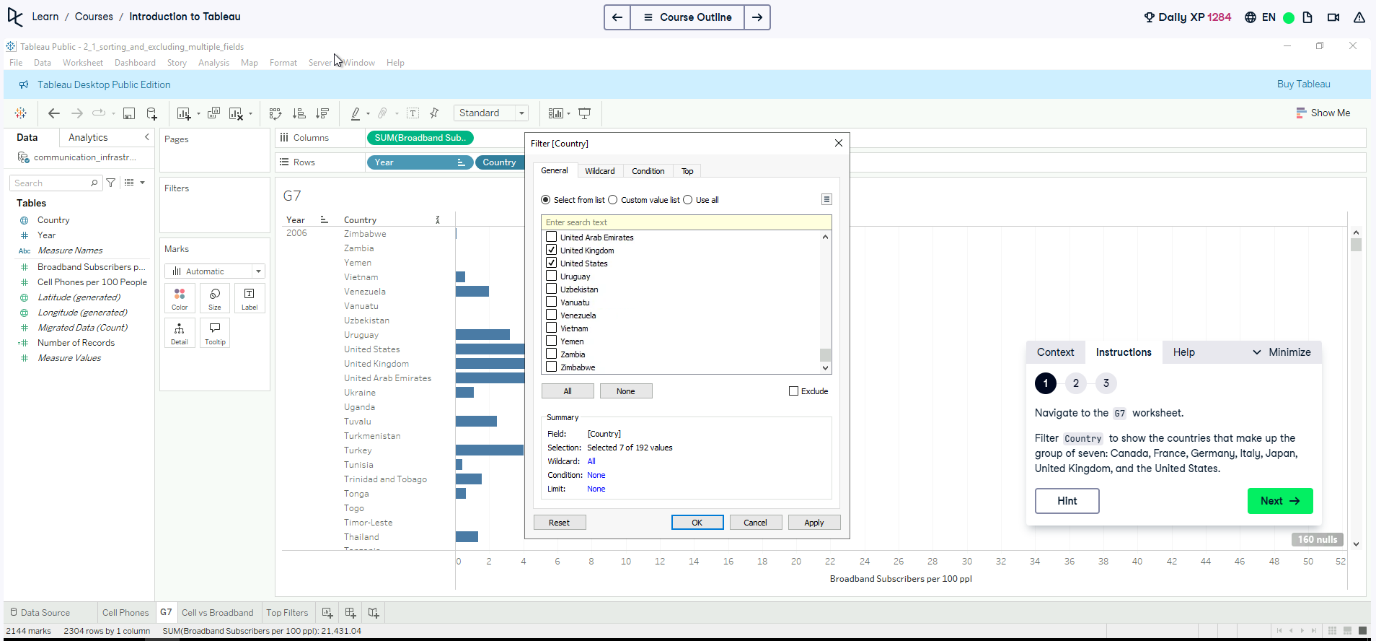 Learn / Courses / Introduction to Tableau
Course Outline
Daily XP 1284
EN
Tableau Public - 2_1_sorting_and_excluding_multiple_fields
File Data Worksheet Dashboard Story Analysis Map Format Server Window Help
Tableau Desktop Public Edition
Buy Tableau
Standard
Show Me
Data
Analytics
communication_infrastr...
Search
Tables
Country
Year
Abc Measure Names
Broadband Subscribers p...
Cell Phones per 100 People
Latitude (generated)
Longitude (generated)
Migrated Data (Count)
Number of Records
Measure Values
Pages
Filters
Marks
Automatic
Color
Size
Label
Detail
Tooltip
Columns
SUM(Broadband Sub..
Rows
Year
Country
G7
Year
Country
2006
Zimbabwe
Zambia
Yemen
Vietnam
Venezuela
Vanuatu
Uzbekistan
Uruguay
United States
United Kingdom
United Arab Emirates
Ukraine
Uganda
Tuvalu
Turkmenistan
Turkey
Tunisia
Trinidad and Tobago
Tonga
Togo
Timor-Leste
Thailand
Tanzania
0 2 4 6 8 10 12 14 16 18 20 22 24 26 28 30 32 34 36 38 40 42 44 46 48 50 52
Broadband Subscribers per 100 ppl
160 nulls
Filter [Country]
General
Wildcard
Condition
Top
Select from list
Custom value list
Use all
Enter search text
United Arab Emirates
United Kingdom
United States
Uruguay
Uzbekistan
Vanuatu
Venezuela
Vietnam
Yemen
Zambia
Zimbabwe
All
None
Exclude
Summary
Field: [Country]
Selection: Selected 7 of 192 values
Wildcard: All
Condition: None
Limit: None
Reset
OK
Cancel
Apply
Context
Instructions
Help
Minimize
1
2
3
Navigate to the G7 worksheet.
Filter Country to show the countries that make up the
group of seven: Canada, France, Germany, Italy, Japan,
United Kingdom, and the United States.
HInt
Next
Data Source
Cell Phones
G7
Cell vs Broadband
Top Filters
2144 marks
2304 rows by 1 column
SUM(Broadband Subscribers per 100 ppl): 21,431.04